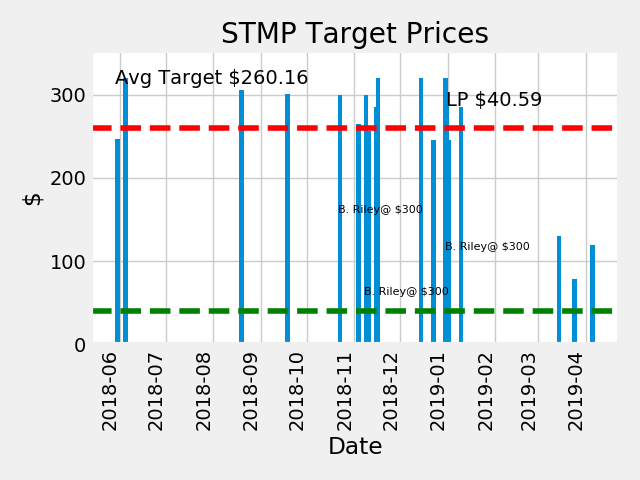 STMP Target Prices
Avg Target $260.16
LP $40.59
300
200
100
0
$
B. Riley@ $300
B. Riley@ $300
B. Riley@ $300
2018-06
2018-07
2018-08
2018-09
2018-10
2018-11
2018-12
2019-01
2019-02
2019-03
2019-04
Date